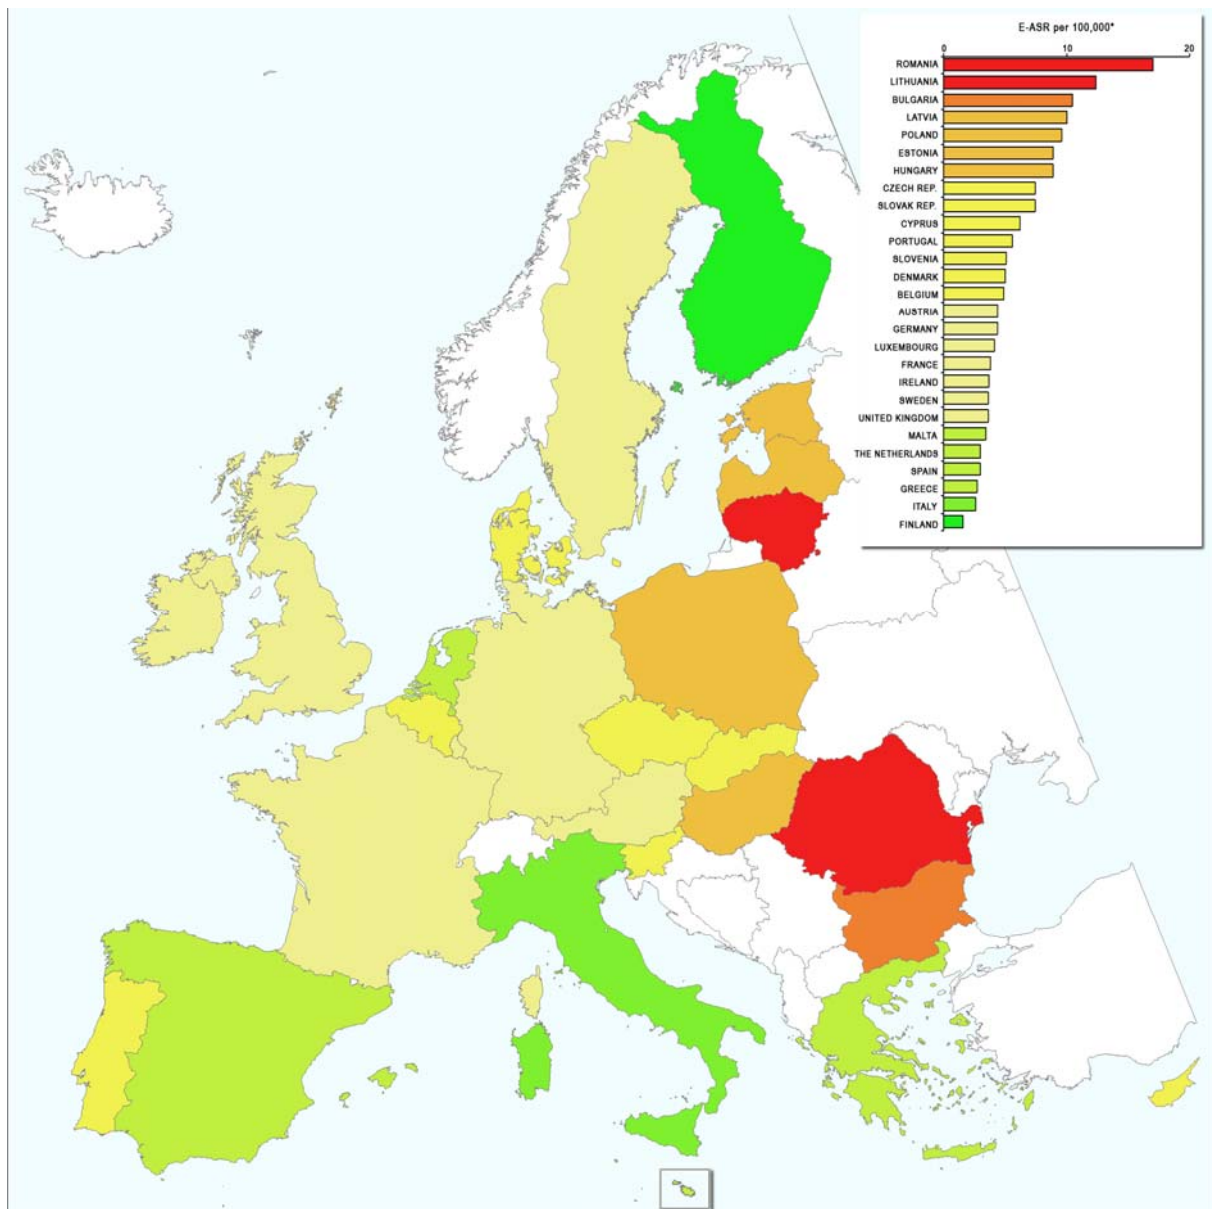 E-ASR per 100,000*
0 10 20
ROMANIA
LITHUANIA
BULGARIA
LATVIA
POLAND
ESTONIA
HUNGARY
CZECH REP.
SLOVAK REP.
CYPRUS
PORTUGAL
SLOVENIA
DENMARK
BELGIUM
AUSTRIA
GERMANY
LUXEMBOURG
FRANCE
IRELAND
SWEDEN
UNITED KINGDOM
MALTA
THE NETHERLANDS
SPAIN
GREECE
ITALY
FINLAND